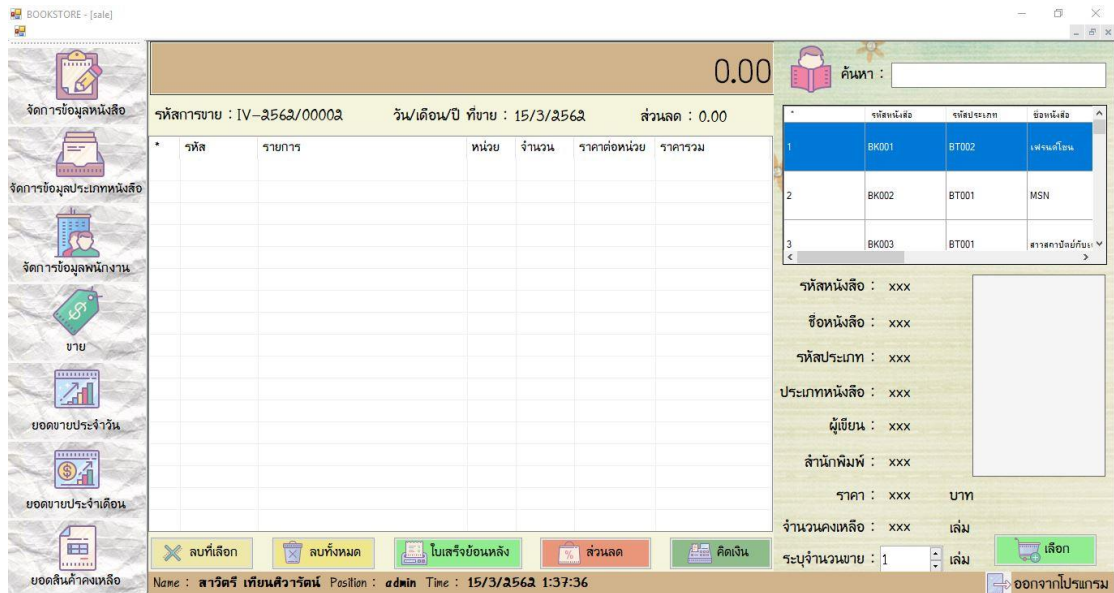 BOOKSTORE - [sale]
จัดการข้อมูลหนังสือ
จัดการข้อมูลประเภทหนังสือ
จัดการข้อมูลพนักงาน
ขาย
ยอดขายประจำวัน
ยอดขายประจำเดือน
ยอดสินค้าคงเหลือ
0.00
รหัสการขาย : IV-2562/00002 วัน/เดือน/ปี ที่ขาย : 15/3/2562 ส่วนลด : 0.00
* รหัส รายการ หน่วย จำนวน ราคาต่อหน่วย ราคารวม
ลบที่เลือก ลบทั้งหมด ใบเสร็จย้อนหลัง % ส่วนลด คิดเงิน
Name : สาวิตรี เทียนศิวารัตน์ Position : admin Time : 15/3/2562 1:37:36
ค้นหา :
* รหัสหนังสือ รหัสประเภท ชื่อหนังสือ
1 BK001 BT002 เฟรนด์โซน
2 BK002 BT001 MSN
3 BK003 BT001
รหัสหนังสือ : xxx
ชื่อหนังสือ : xxx
รหัสประเภท : xxx
ประเภทหนังสือ : xxx
ผู้เขียน : xxx
สำนักพิมพ์ : xxx
ราคา : xxx บาท
จำนวนคงเหลือ : xxx เล่ม
ระบุจำนวนขาย : 1 เล่ม เลือก
ออกจากโปรแกรม